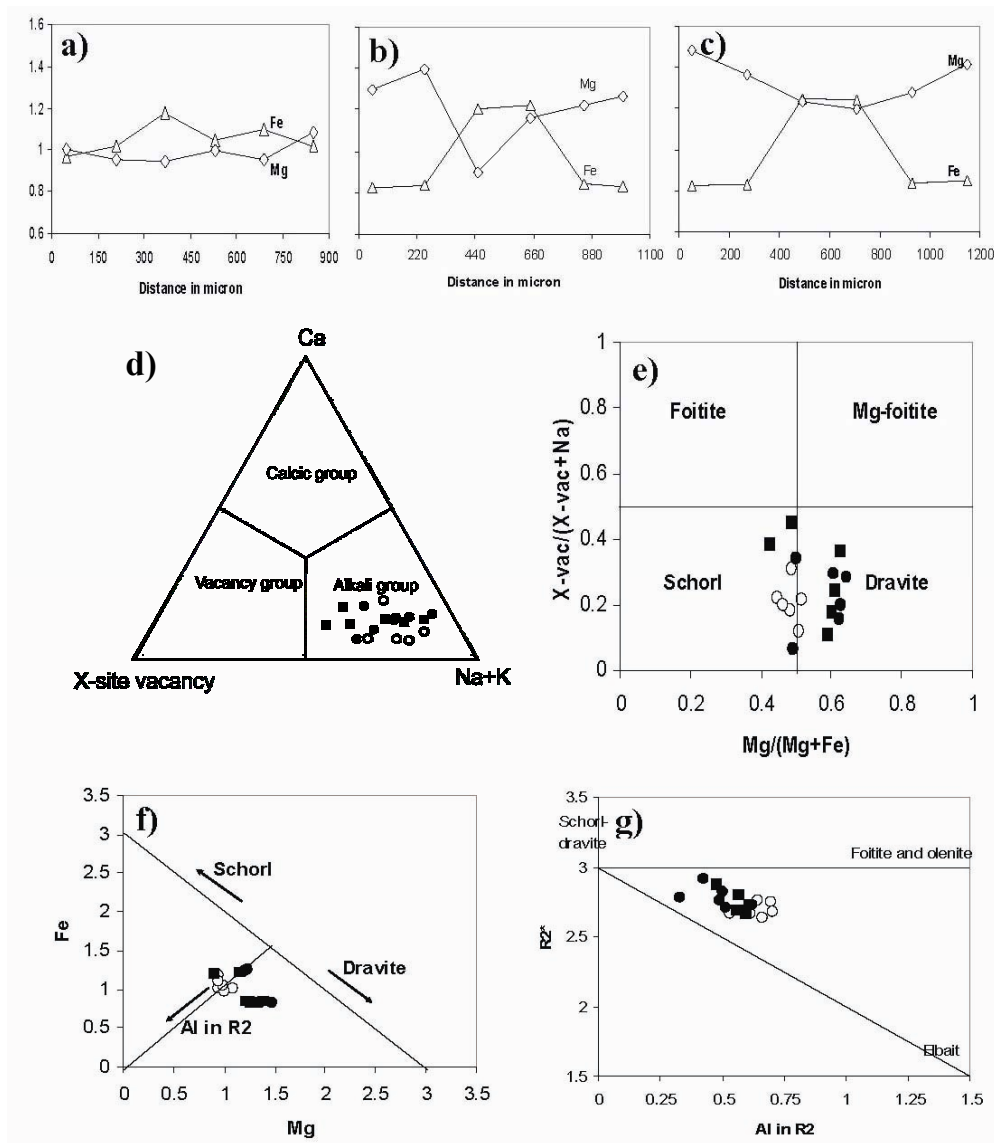 a)
1.6
1.4
1.2
1
0.8
0.6
Fe
Mg
0 150 300 450 600 750 900
Distance in micron
b)
Mg
Fe
0 220 440 660 880 1100
Distance in micron
c)
Mg
Fe
0 200 400 600 800 1000 1200
Distance in micron
d)
Ca
Calcic group
Vacancy group
Alkali group
X-site vacancy
Na+K
e)
1
0.8
0.6
0.4
0.2
0
X-vac/(X-vac+Na)
Foitite
Mg-foitite
Schorl
Dravite
0 0.2 0.4 0.6 0.8 1
Mg/(Mg+Fe)
f)
3.5
3
2.5
2
1.5
1
0.5
0
Fe
Schorl
Dravite
Al in R2
0 0.5 1 1.5 2 2.5 3 3.5
Mg
g)
3.5
3
2.5
2
1.5
R2*
Schorl-
dravite
Foitite and olenite
Elbait
0 0.25 0.5 0.75 1 1.25 1.5
Al in R2